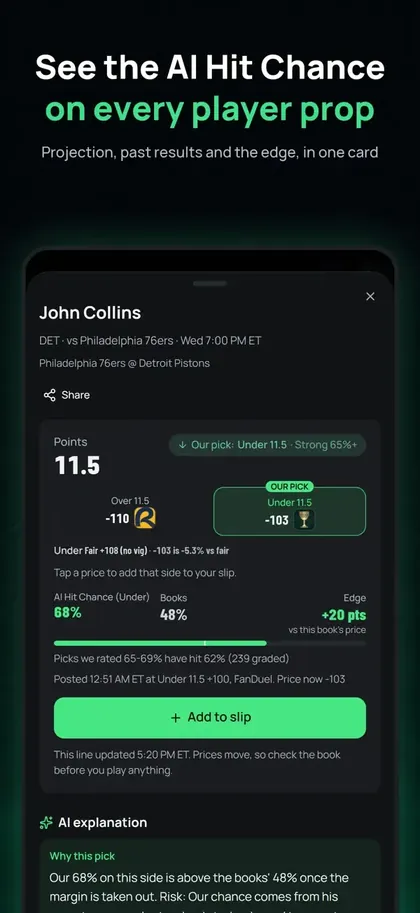 See the AI Hit Chance
on every player prop
Projection, past results and the edge, in one card
John Collins
DET · vs Philadelphia 76ers · Wed 7:00 PM ET
Philadelphia 76ers @ Detroit Pistons
Share
Points
↓ Our pick: Under 11.5 · Strong 65%+
11.5
OUR PICK
Over 11.5
Under 11.5
-110
-103
Under Fair +108 (no vig) · -103 is -5.3% vs fair
Tap a price to add that side to your slip.
AI Hit Chance (Under) Books Edge
68% 48% +20 pts
vs this book's price
Picks we rated 65-69% have hit 62% (239 graded)
Posted 12:51 AM ET at Under 11.5 +100, FanDuel. Price now -103
+ Add to slip
This line updated 5:20 PM ET. Prices move, so check the book
before you play anything.
AI explanation
Why this pick
Our 68% on this side is above the books' 48% once the
margin is taken out. Risk: Our chance comes from his